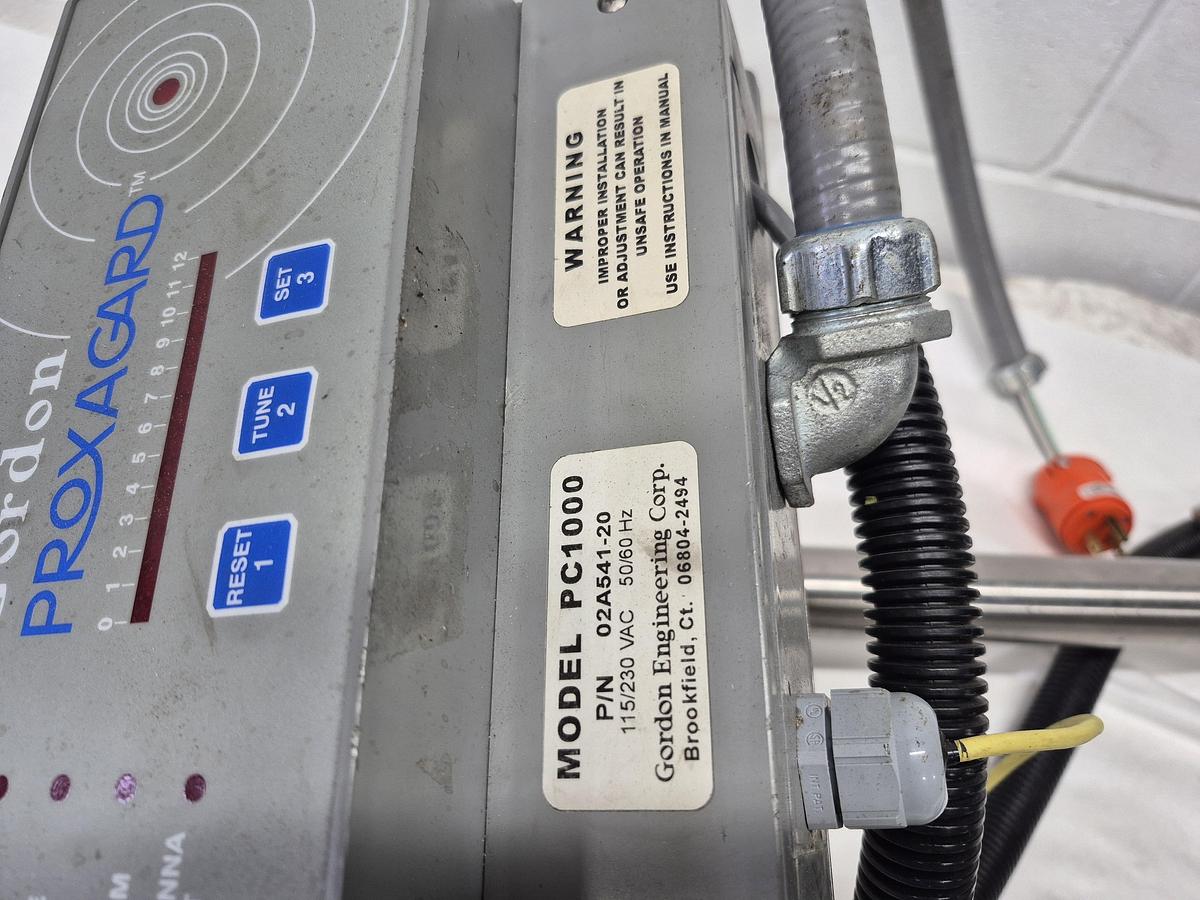 PROXAGARD™
0 1 2 3 4 5 6 7 8 9 10 11 12
RESET
1
TUNE
2
SET
3
WARNING
IMPROPER INSTALLATION
OR ADJUSTMENT CAN RESULT IN
UNSAFE OPERATION
USE INSTRUCTIONS IN MANUAL
MODEL PC1000
P/N 02A541-20
115/230 VAC 50/60 Hz
Gordon Engineering Corp.
Brookfield, Ct. 06804-2494
1/2